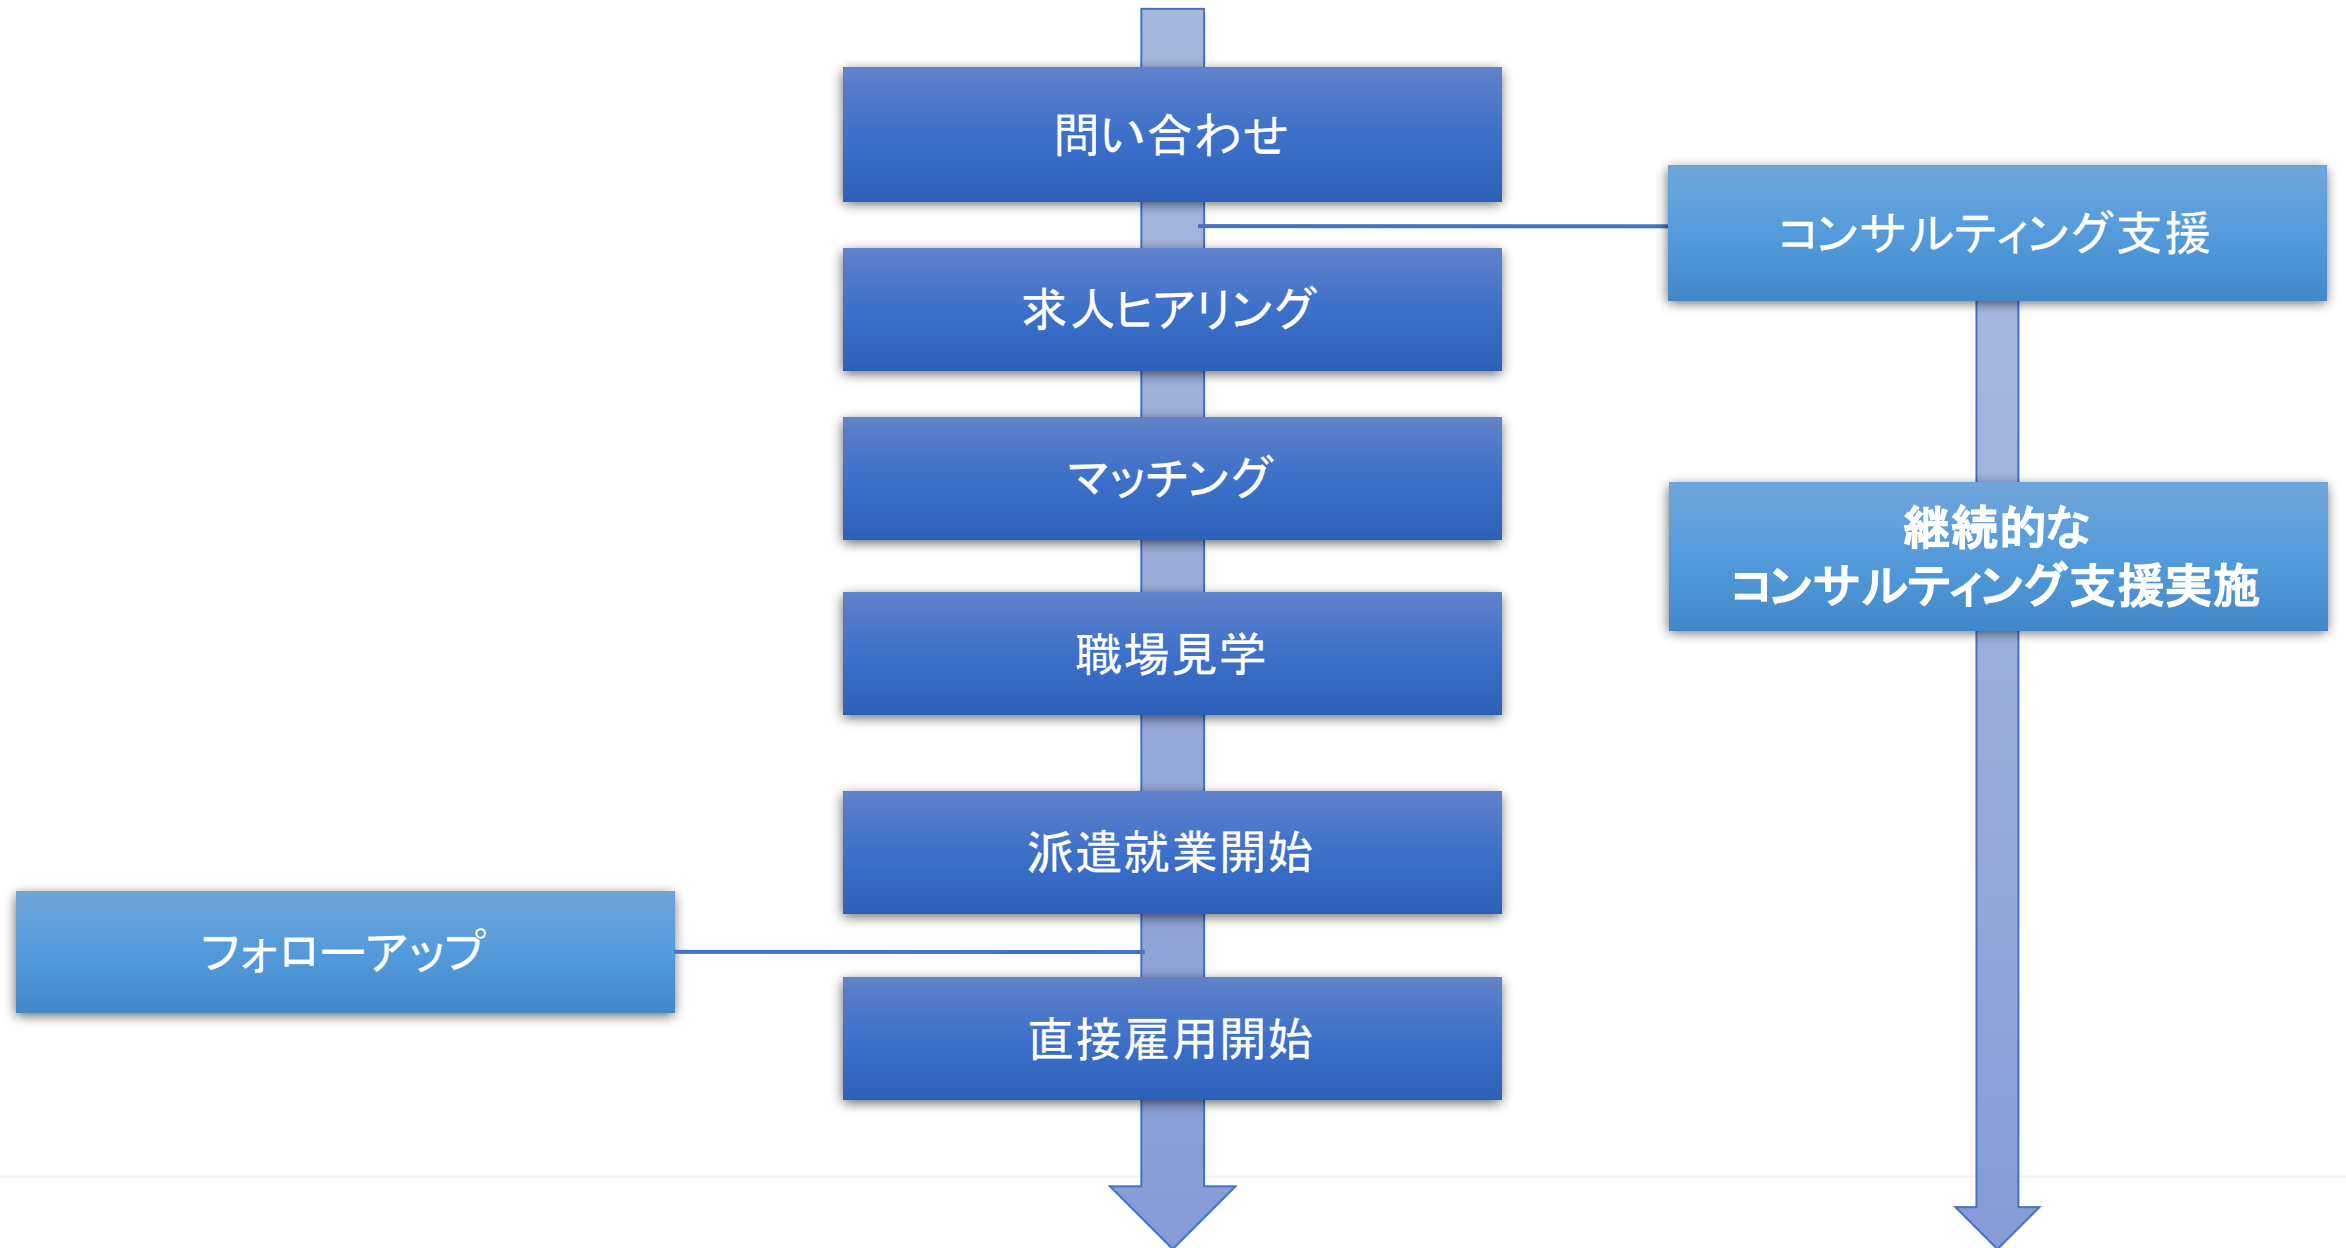 問い合わせ
コンサルティング支援
求人ヒアリング
マッチング
継続的な
コンサルティング支援実施
職場見学
派遣就業開始
フォローアップ
直接雇用開始